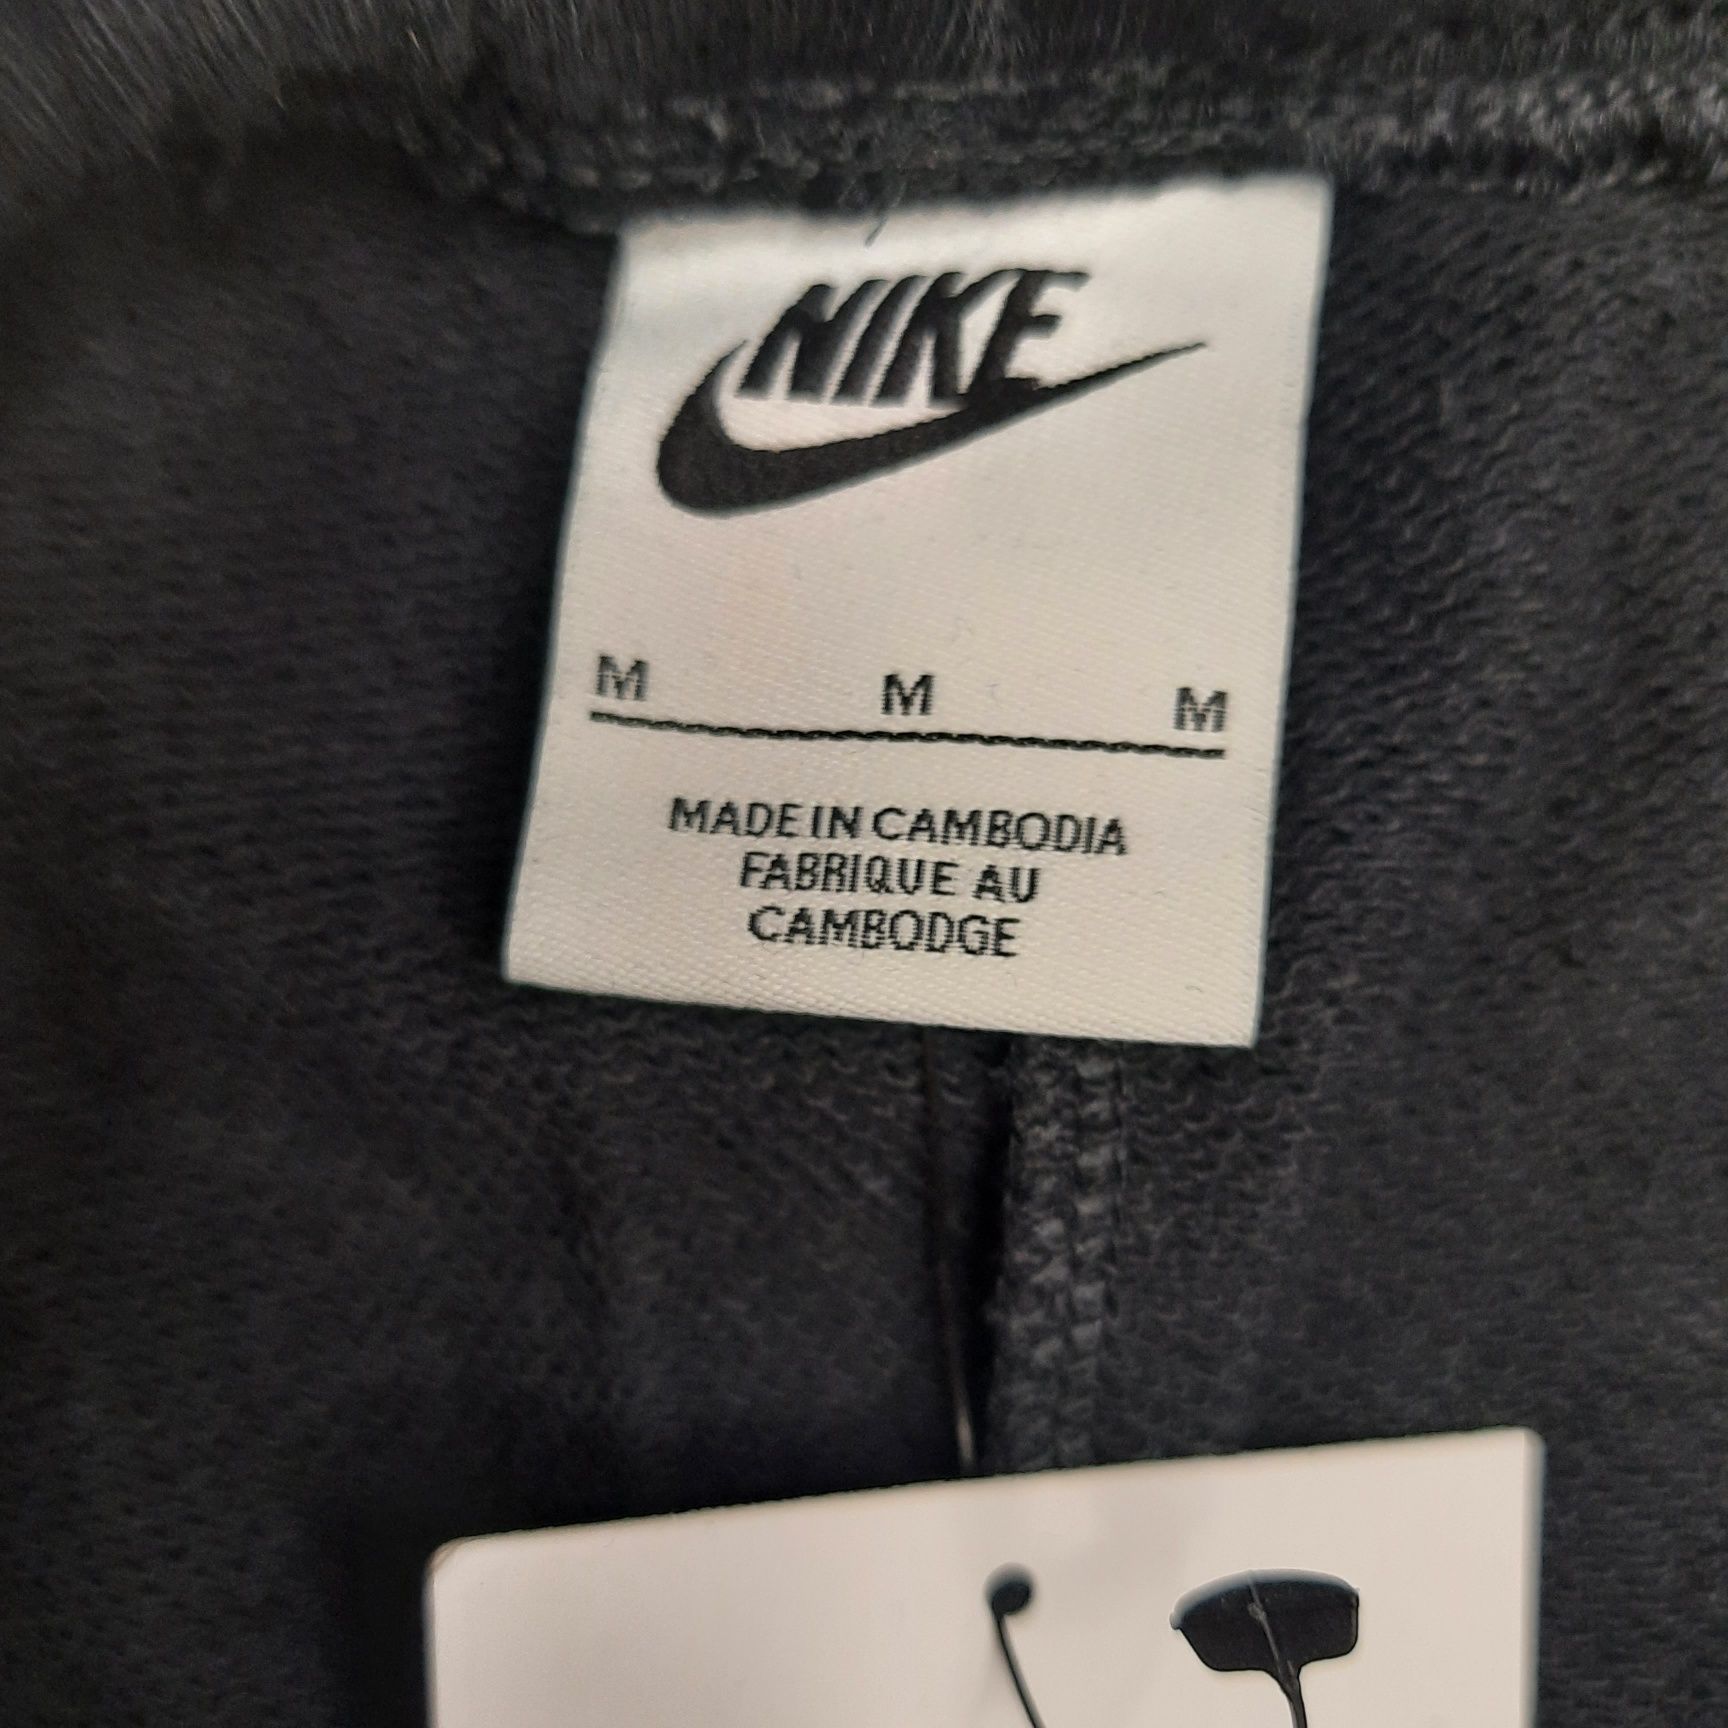 NIKE
M M M
MADE IN CAMBODIA
FABRIQUE AU
CAMBODGE